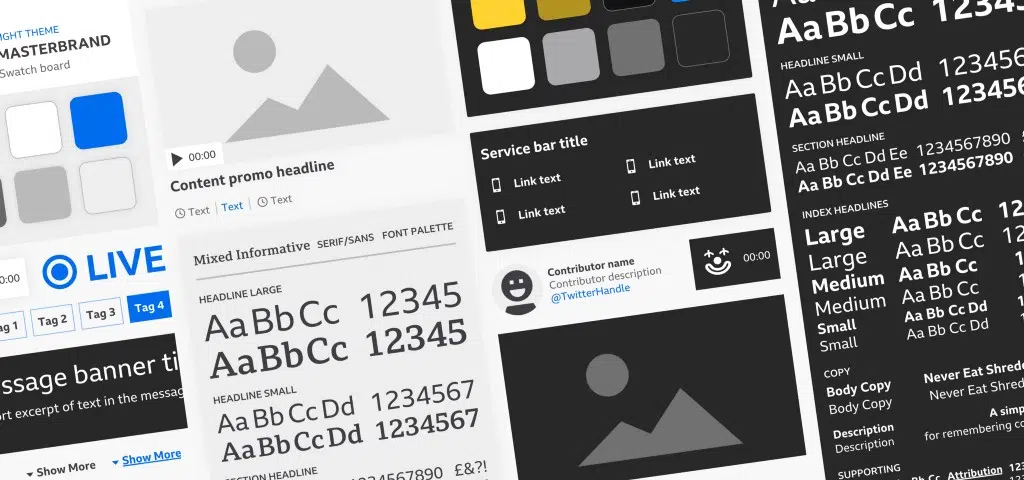 LIGHT THEME
MASTERBRAND
Swatch board
0:00
LIVE
Tag 1
Tag 2
Tag 3
Tag 4
ssage banner ti
ort excerpt of text in the messag
Show More
Show More
00:00
Content promo headline
Text
Text
Text
Mixed Informative SERIF/SANS FONT PALETTE
HEADLINE LARGE
Aa Bb Cc 12345
Aa Bb Cc 12345
HEADLINE SMALL
Aa Bb Cc Dd 1234567
Aa Bb Cc Dd 1234567
SECTION HEADLINE
1234567890 £&?!
Service bar title
Link text
Link text
Link text
Link text
Contributor name
Contributor description
@TwitterHandle
00:00
Aa Bb Cc 1234
HEADLINE SMALL
Aa Bb Cc Dd 123456
Aa Bb Cc Dd 123456
SECTION HEADLINE
Aa Bb Cc Dd Ee 1234567890 £
Aa Bb Cc Dd Ee 1234567890
INDEX HEADLINES
Large Aa Bb Cc 12
Large Aa Bb Cc 12
Medium Aa Bb Cc
Medium Aa Bb Cc
Small Aa Bb Cc Dd
Small Aa Bb Cc Dd
COPY
Body Copy Never Eat Shred
Body Copy Never Eat Shred
Description A simp
Description for remembering co
SUPPORTING
Bb Cc Attribution